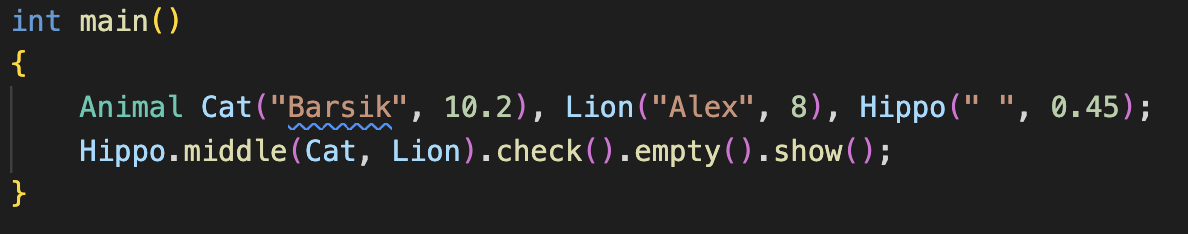 int main()
{
    Animal Cat("Barsik", 10.2), Lion("Alex", 8), Hippo(" ", 0.45);
    Hippo.middle(Cat, Lion).check().empty().show();
}